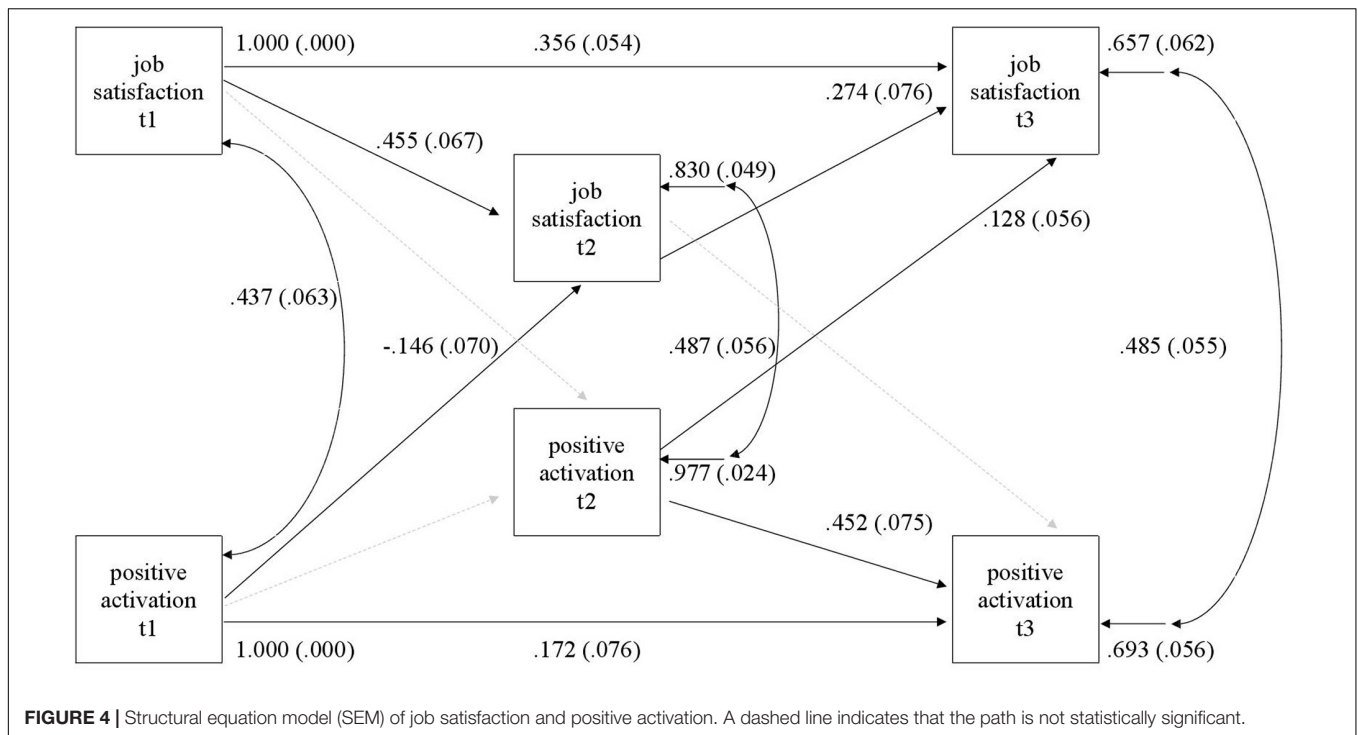 1.000 (.000)
.356 (.054)
.657 (.062)
job
satisfaction
t1
job
satisfaction
t3
.274 (.076)
.455 (.067)
.830 (.049)
job
satisfaction
t2
.128 (.056)
.437 (.063)
-.146 (.070)
.487 (.056)
.485 (.055)
positive
activation
t2
.977 (.024)
.452 (.075)
positive
activation
t1
positive
activation
t3
1.000 (.000)
.172 (.076)
.693 (.056)
FIGURE 4 | Structural equation model (SEM) of job satisfaction and positive activation. A dashed line indicates that the path is not statistically significant.